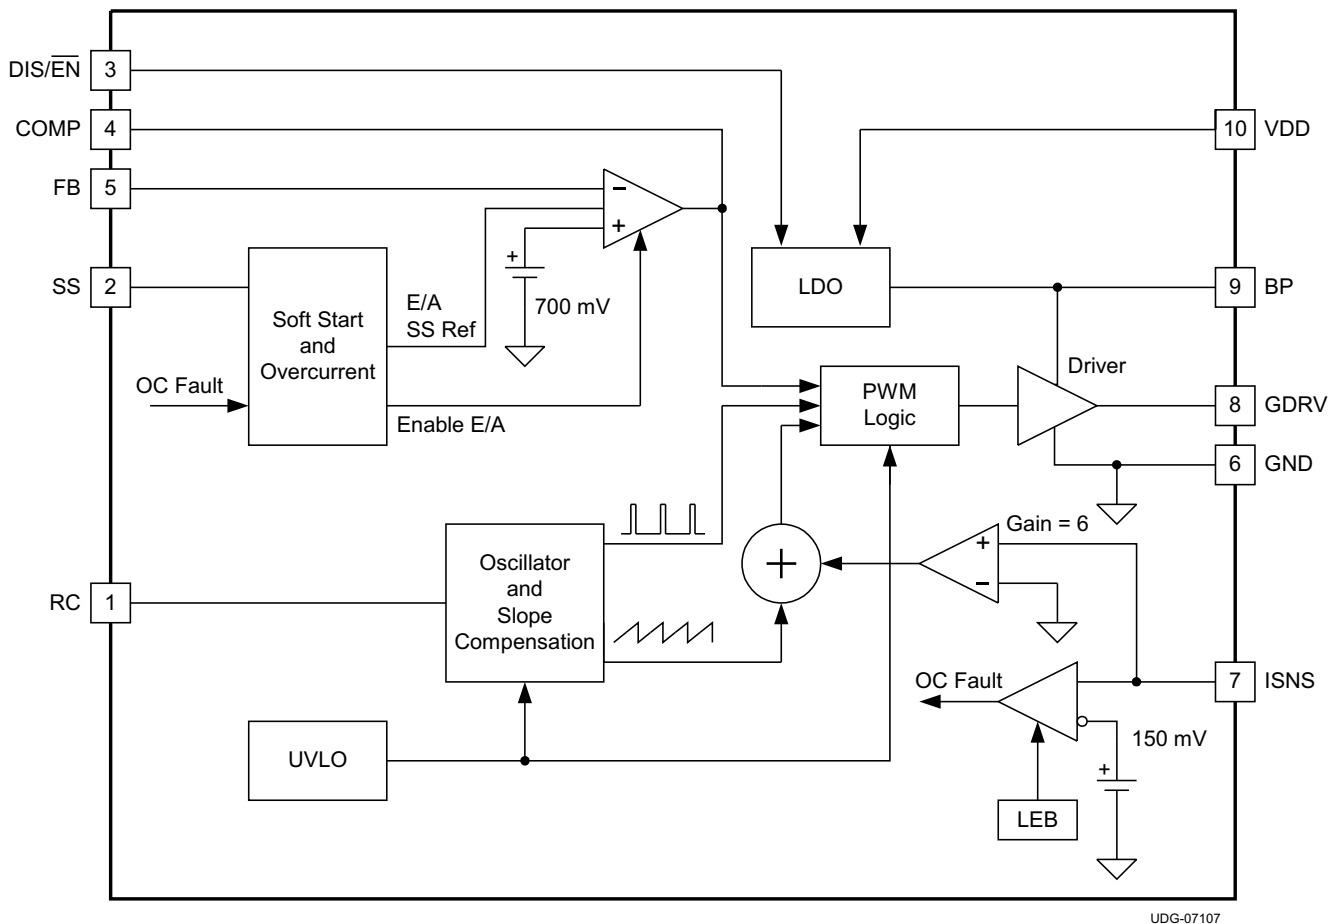 DIS/EN 3
COMP 4
10 VDD
FB 5
−
+
+
700 mV
LDO
SS 2
9 BP
Soft Start
and
Overcurrent
E/A
SS Ref
OC Fault
Enable E/A
PWM
Logic
Driver
8 GDRV
6 GND
Gain = 6
+
−
+
Oscillator
and
Slope
Compensation
RC 1
OC Fault
7 ISNS
150 mV
+
UVLO
LEB
UDG-07107